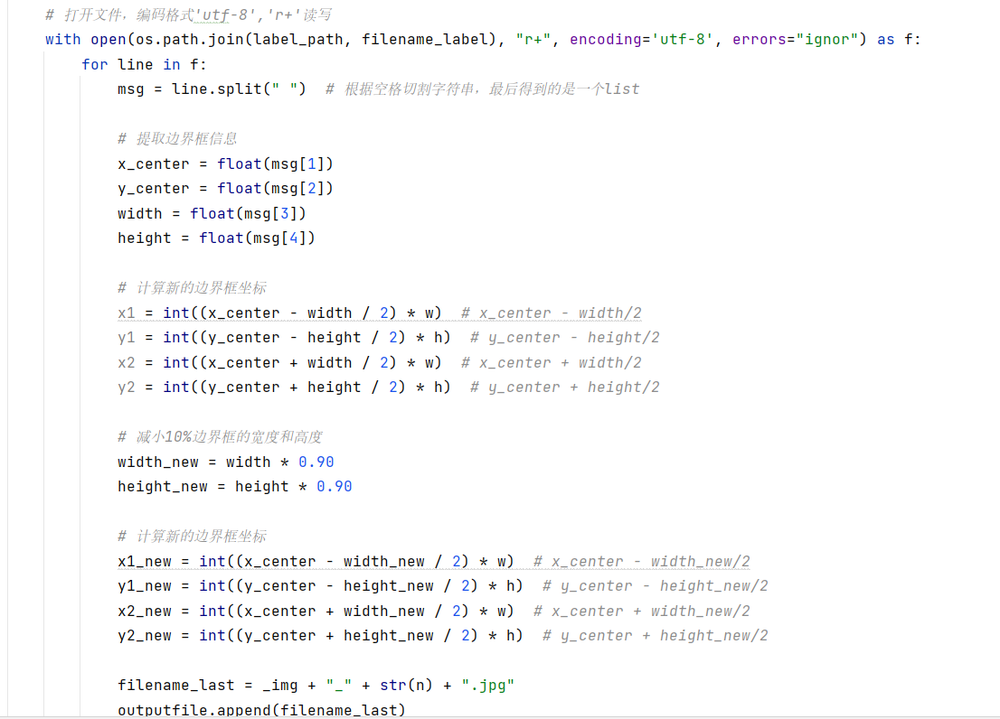 # 打开文件，编码格式'utf-8','r+'读写
with open(os.path.join(label_path, filename_label), "r+", encoding='utf-8', errors="ignor") as f:
    for line in f:
        msg = line.split(" ")  # 根据空格切割字符串，最后得到的是一个list
        # 提取边界框信息
        x_center = float(msg[1])
        y_center = float(msg[2])
        width = float(msg[3])
        height = float(msg[4])
        # 计算新的边界框坐标
        x1 = int((x_center - width / 2) * w)  # x_center - width/2
        y1 = int((y_center - height / 2) * h)  # y_center - height/2
        x2 = int((x_center + width / 2) * w)  # x_center + width/2
        y2 = int((y_center + height / 2) * h)  # y_center + height/2
        # 减小10%边界框的宽度和高度
        width_new = width * 0.90
        height_new = height * 0.90
        # 计算新的边界框坐标
        x1_new = int((x_center - width_new / 2) * w)  # x_center - width_new/2
        y1_new = int((y_center - height_new / 2) * h)  # y_center - height_new/2
        x2_new = int((x_center + width_new / 2) * w)  # x_center + width_new/2
        y2_new = int((y_center + height_new / 2) * h)  # y_center + height_new/2
        filename_last = _img + "_" + str(n) + ".jpg"
        outputfile.append(filename_last)